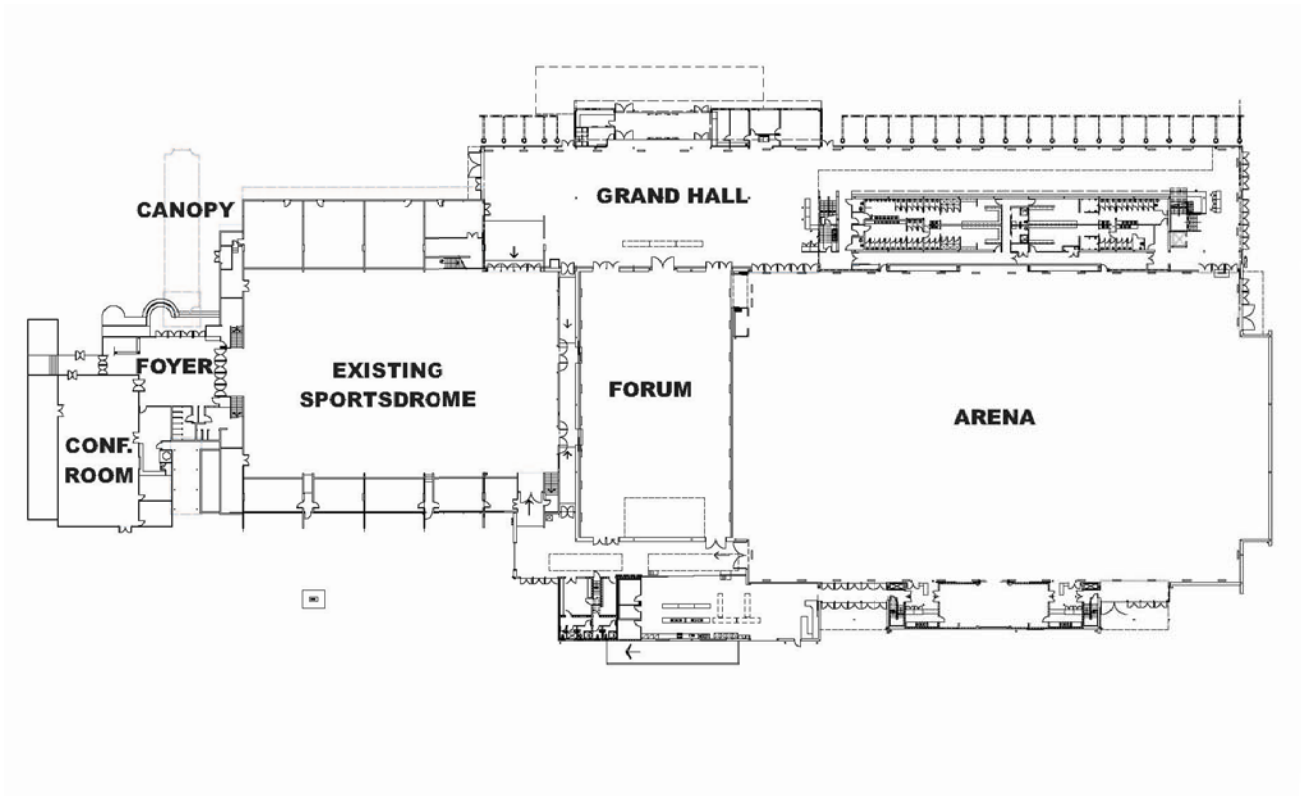 GRAND HALL
CANOPY
FOYER
EXISTING
SPORTSDROME
FORUM
ARENA
CONF.
ROOM